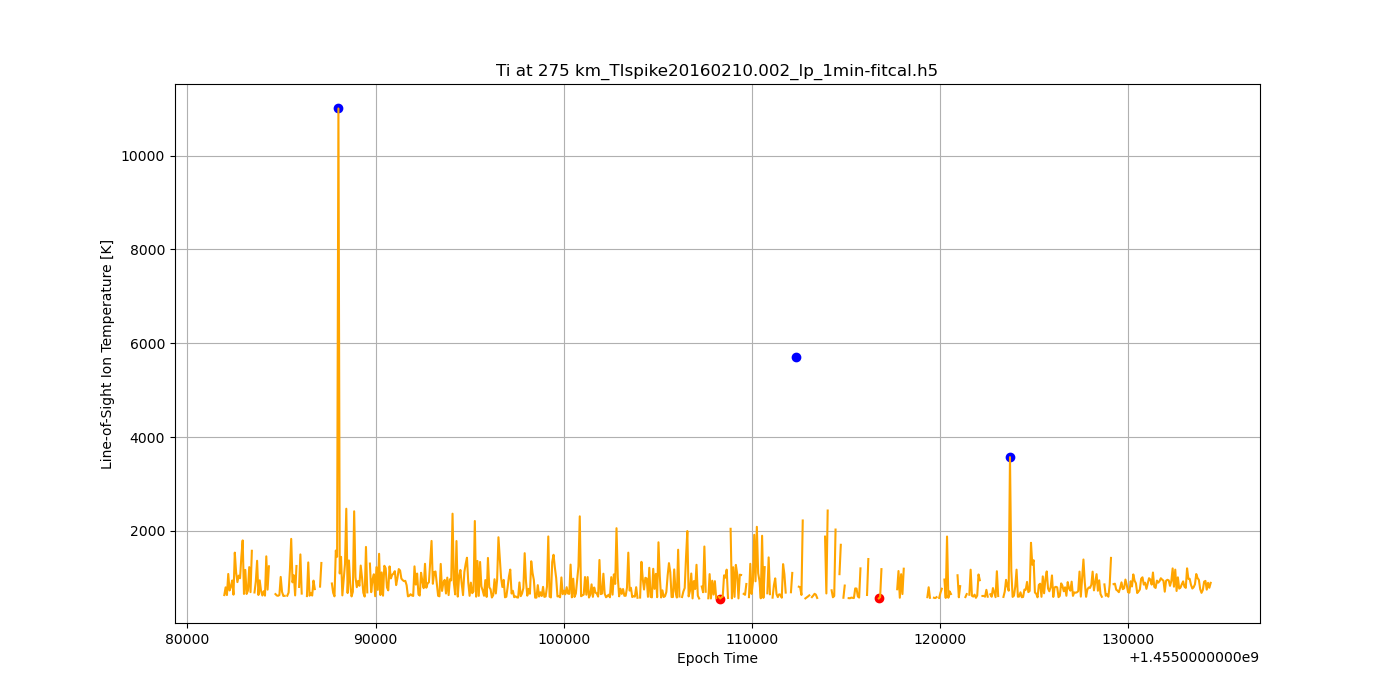 Ti at 275 km_TIspike20160210.002_lp_1min-fitcal.h5
Line-of-Sight Ion Temperature [K]
10000
8000
6000
4000
2000
80000 90000 100000 110000 120000 130000
Epoch Time
+1.4550000000e9